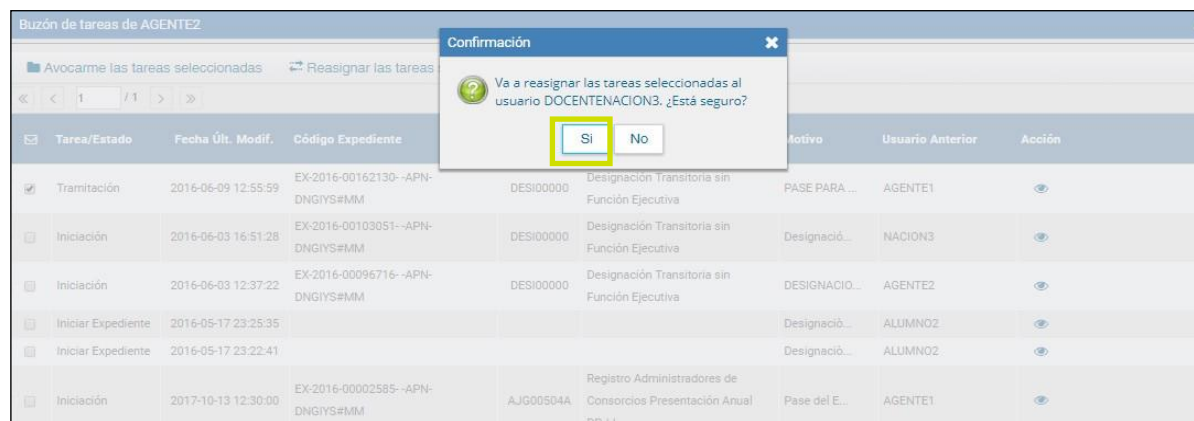 Buzón de tareas de AGENTE2
Confirmación
Avocarme las tareas seleccionadas Reasignar las tareas
Va a reasignar las tareas seleccionadas al
usuario DOCENTENACION3. ¿Está seguro?
Si No
1 / 1
Tarea/Estado Fecha Últ. Modif. Código Expediente Motivo Usuario Anterior Acción
Tramitación 2016-06-09 12:55:59 EX-2016-00162130- -APN-
DNGIYS#MM DESI00000 Designación Transitoria sin
Función Ejecutiva PASE PARA ... AGENTE1
Iniciación 2016-06-03 16:51:28 EX-2016-00103051- -APN-
DNGIYS#MM DESI00000 Designación Transitoria sin
Función Ejecutiva Designació... NACION3
Iniciación 2016-06-03 12:37:22 EX-2016-00096716- -APN-
DNGIYS#MM DESI00000 Designación Transitoria sin
Función Ejecutiva DESIGNACIO... AGENTE2
Iniciar Expediente 2016-05-17 23:25:35 Designació... ALUMNO2
Iniciar Expediente 2016-05-17 23:22:41 Designació... ALUMNO2
Iniciación 2017-10-13 12:30:00 EX-2016-00002585- -APN-
DNGIYS#MM AJG00504A Registro Administradores de
Consorcios Presentación Anual Pase del E... AGENTE1